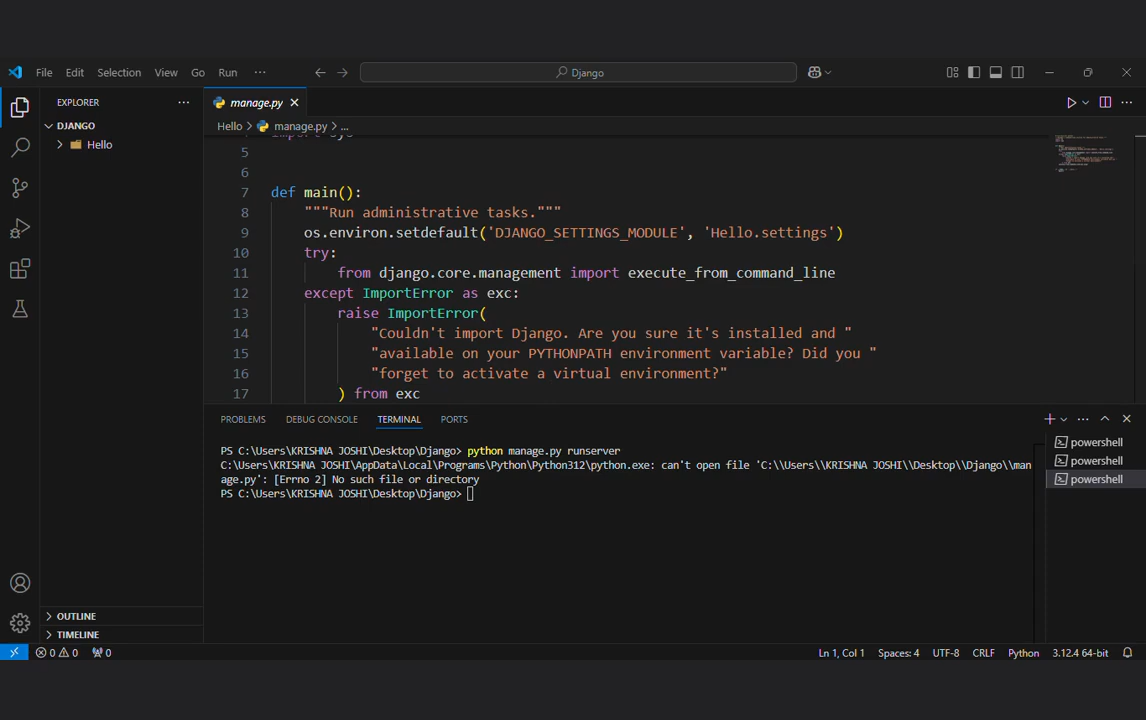 File Edit Selection View Go Run ··· Django
EXPLORER ···
DJANGO
Hello
OUTLINE
TIMELINE
manage.py
Hello > manage.py > ...
5
6
7 def main():
8 """Run administrative tasks."""
9 os.environ.setdefault('DJANGO_SETTINGS_MODULE', 'Hello.settings')
10 try:
11 from django.core.management import execute_from_command_line
12 except ImportError as exc:
13 raise ImportError(
14 "Couldn't import Django. Are you sure it's installed and "
15 "available on your PYTHONPATH environment variable? Did you "
16 "forget to activate a virtual environment?"
17 ) from exc
PROBLEMS DEBUG CONSOLE TERMINAL PORTS
PS C:\Users\KRISHNA JOSHI\Desktop\Django> python manage.py runserver
C:\Users\KRISHNA JOSHI\AppData\Local\Programs\Python\Python312\python.exe: can't open file 'C:\\Users\\KRISHNA JOSHI\\Desktop\\Django\\man
age.py': [Errno 2] No such file or directory
PS C:\Users\KRISHNA JOSHI\Desktop\Django>
powershell
powershell
powershell
0 0 0 Ln 1, Col 1 Spaces: 4 UTF-8 CRLF Python 3.12.4 64-bit